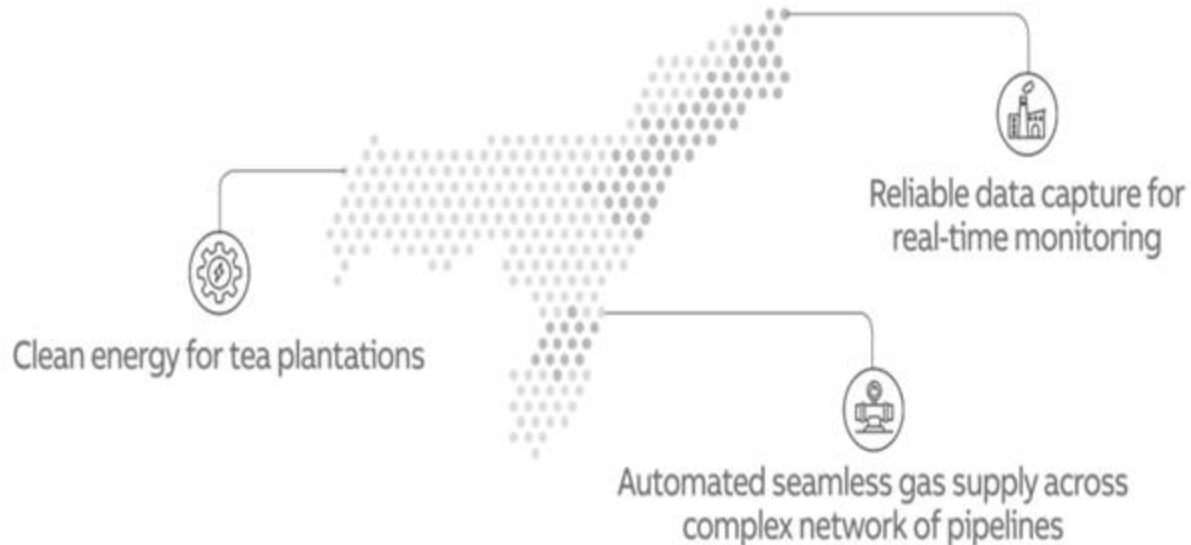 Reliable data capture for
real-time monitoring
Clean energy for tea plantations
Automated seamless gas supply across
complex network of pipelines